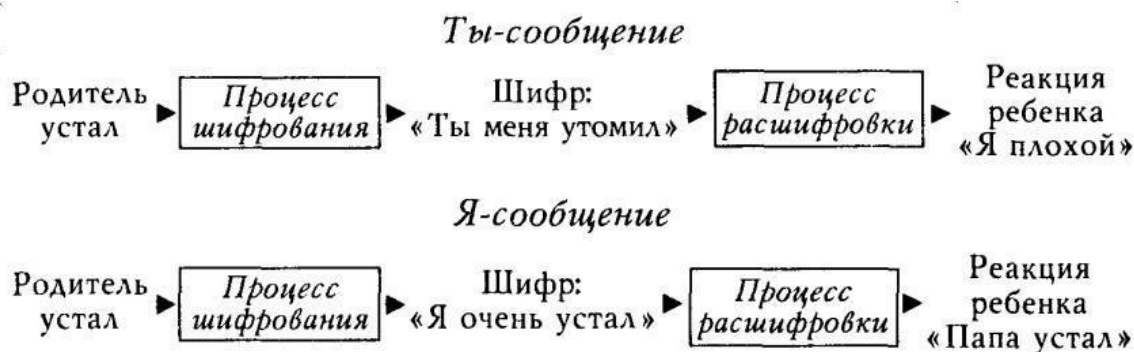 Ты-сообщение
Родитель устал
Процесс шифрования
Шифр: «Ты меня утомил»
Процесс расшифровки
Реакция ребенка «Я плохой»
Я-сообщение
Родитель устал
Процесс шифрования
Шифр: «Я очень устал»
Процесс расшифровки
Реакция ребенка «Папа устал»